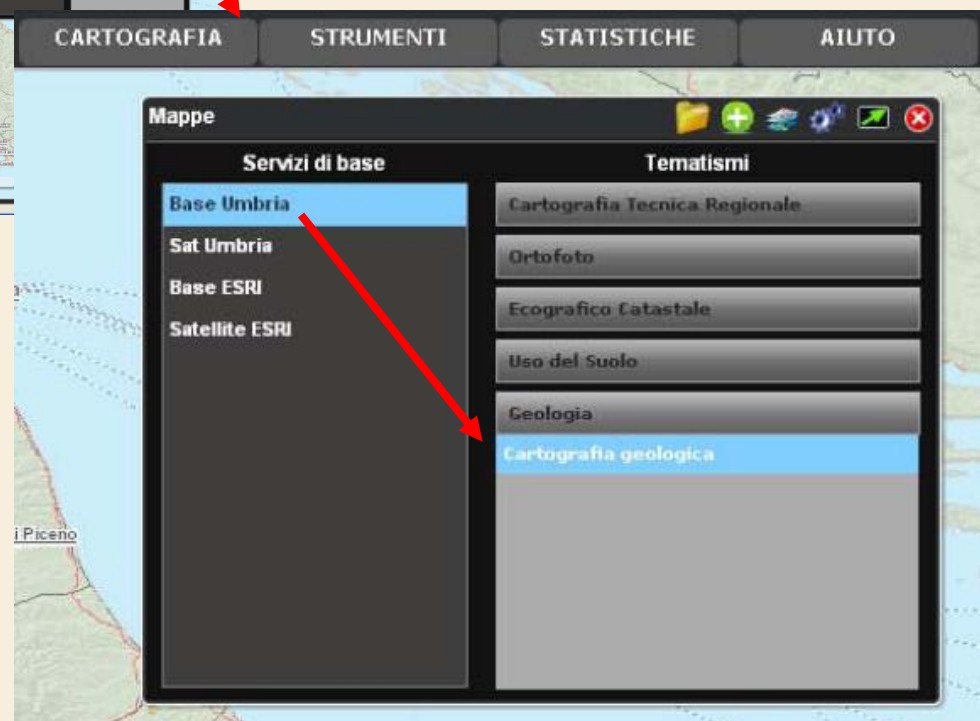 CARTOGRAFIA STRUMENTI STATISTICHE AIUTO
Mappe
Servizi di base
Base Umbria
Sat Umbria
Base ESRI
Satellite ESRI
Tematismi
Cartografia Tecnica Regionale
Ortofoto
Ecografico Catastale
Uso del Suolo
Geologia
Cartografia geologica
i Piceno